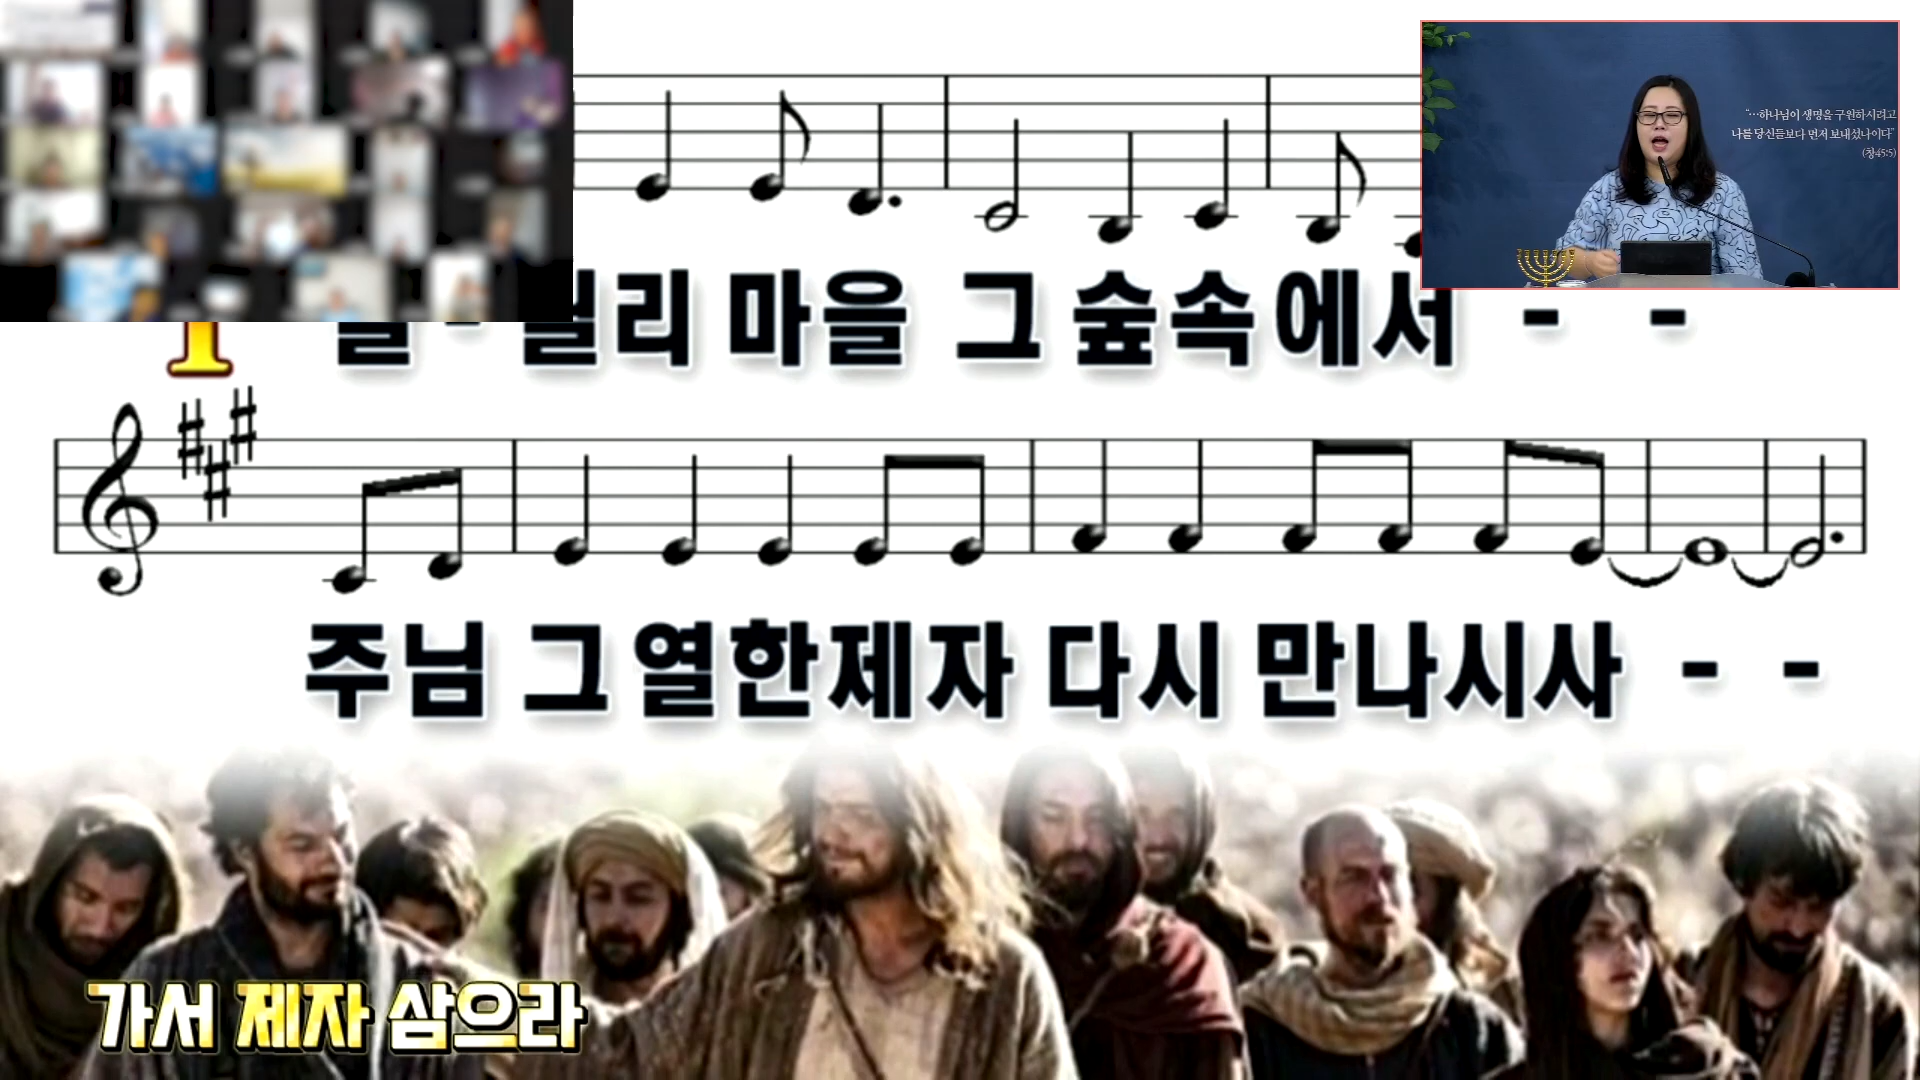 "…하나님이 생명을 구원하시려고
나를 당신들보다 먼저 보내셨나이다"
(창45:5)
1 갈 - 릴리 마을 그 숲속에서 - -
주님 그 열한제자 다시 만나시사 - -
가서 제자 삼으라